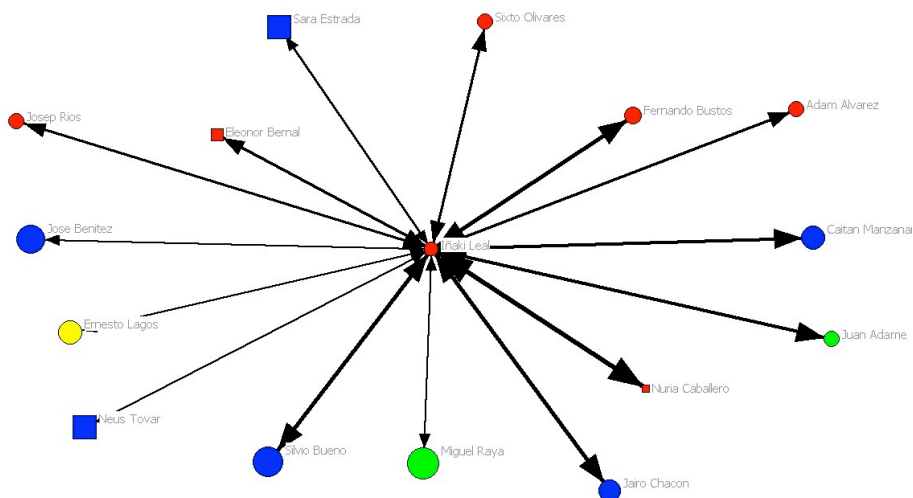 Sara Estrada
Sixto Olivares
Adam Alvarez
Fernando Bustos
Josep Rios
Eleonor Bernal
Jose Benitez
Caitan Manzanar
Iñaki Leal
Ernesto Lagos
Juan Adame
Nuria Caballero
Neus Tovar
Silvio Bueno
Miguel Raya
Jairo Chacon